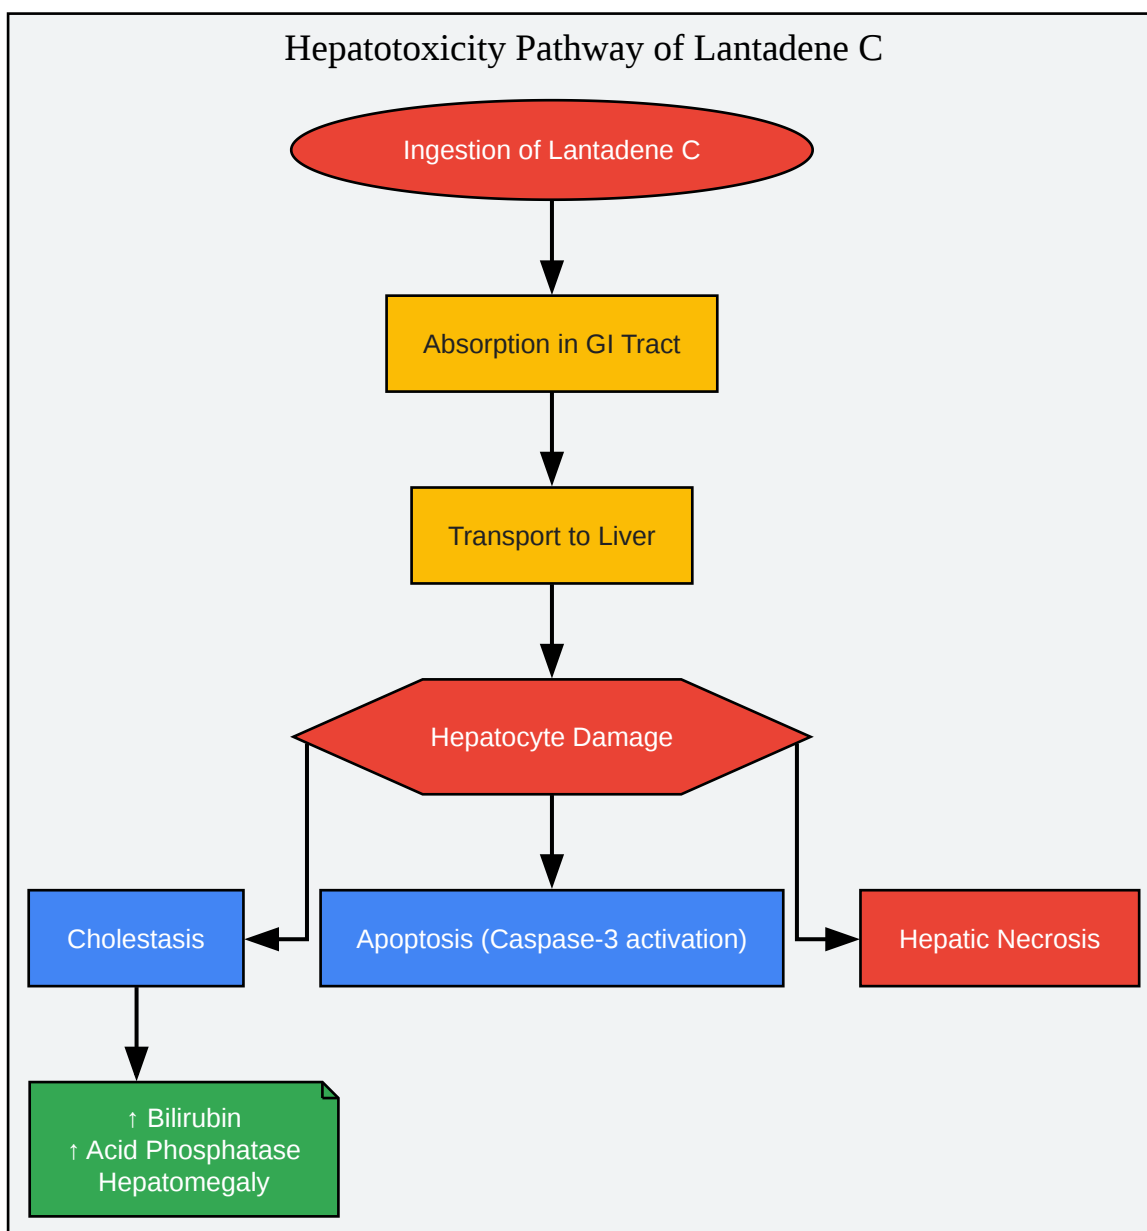 Hepatotoxicity Pathway of Lantadene C
Ingestion of Lantadene C
Absorption in GI Tract
Transport to Liver
Hepatocyte Damage
Cholestasis
Apoptosis (Caspase-3 activation)
Hepatic Necrosis
↑ Bilirubin
↑ Acid Phosphatase
Hepatomegaly